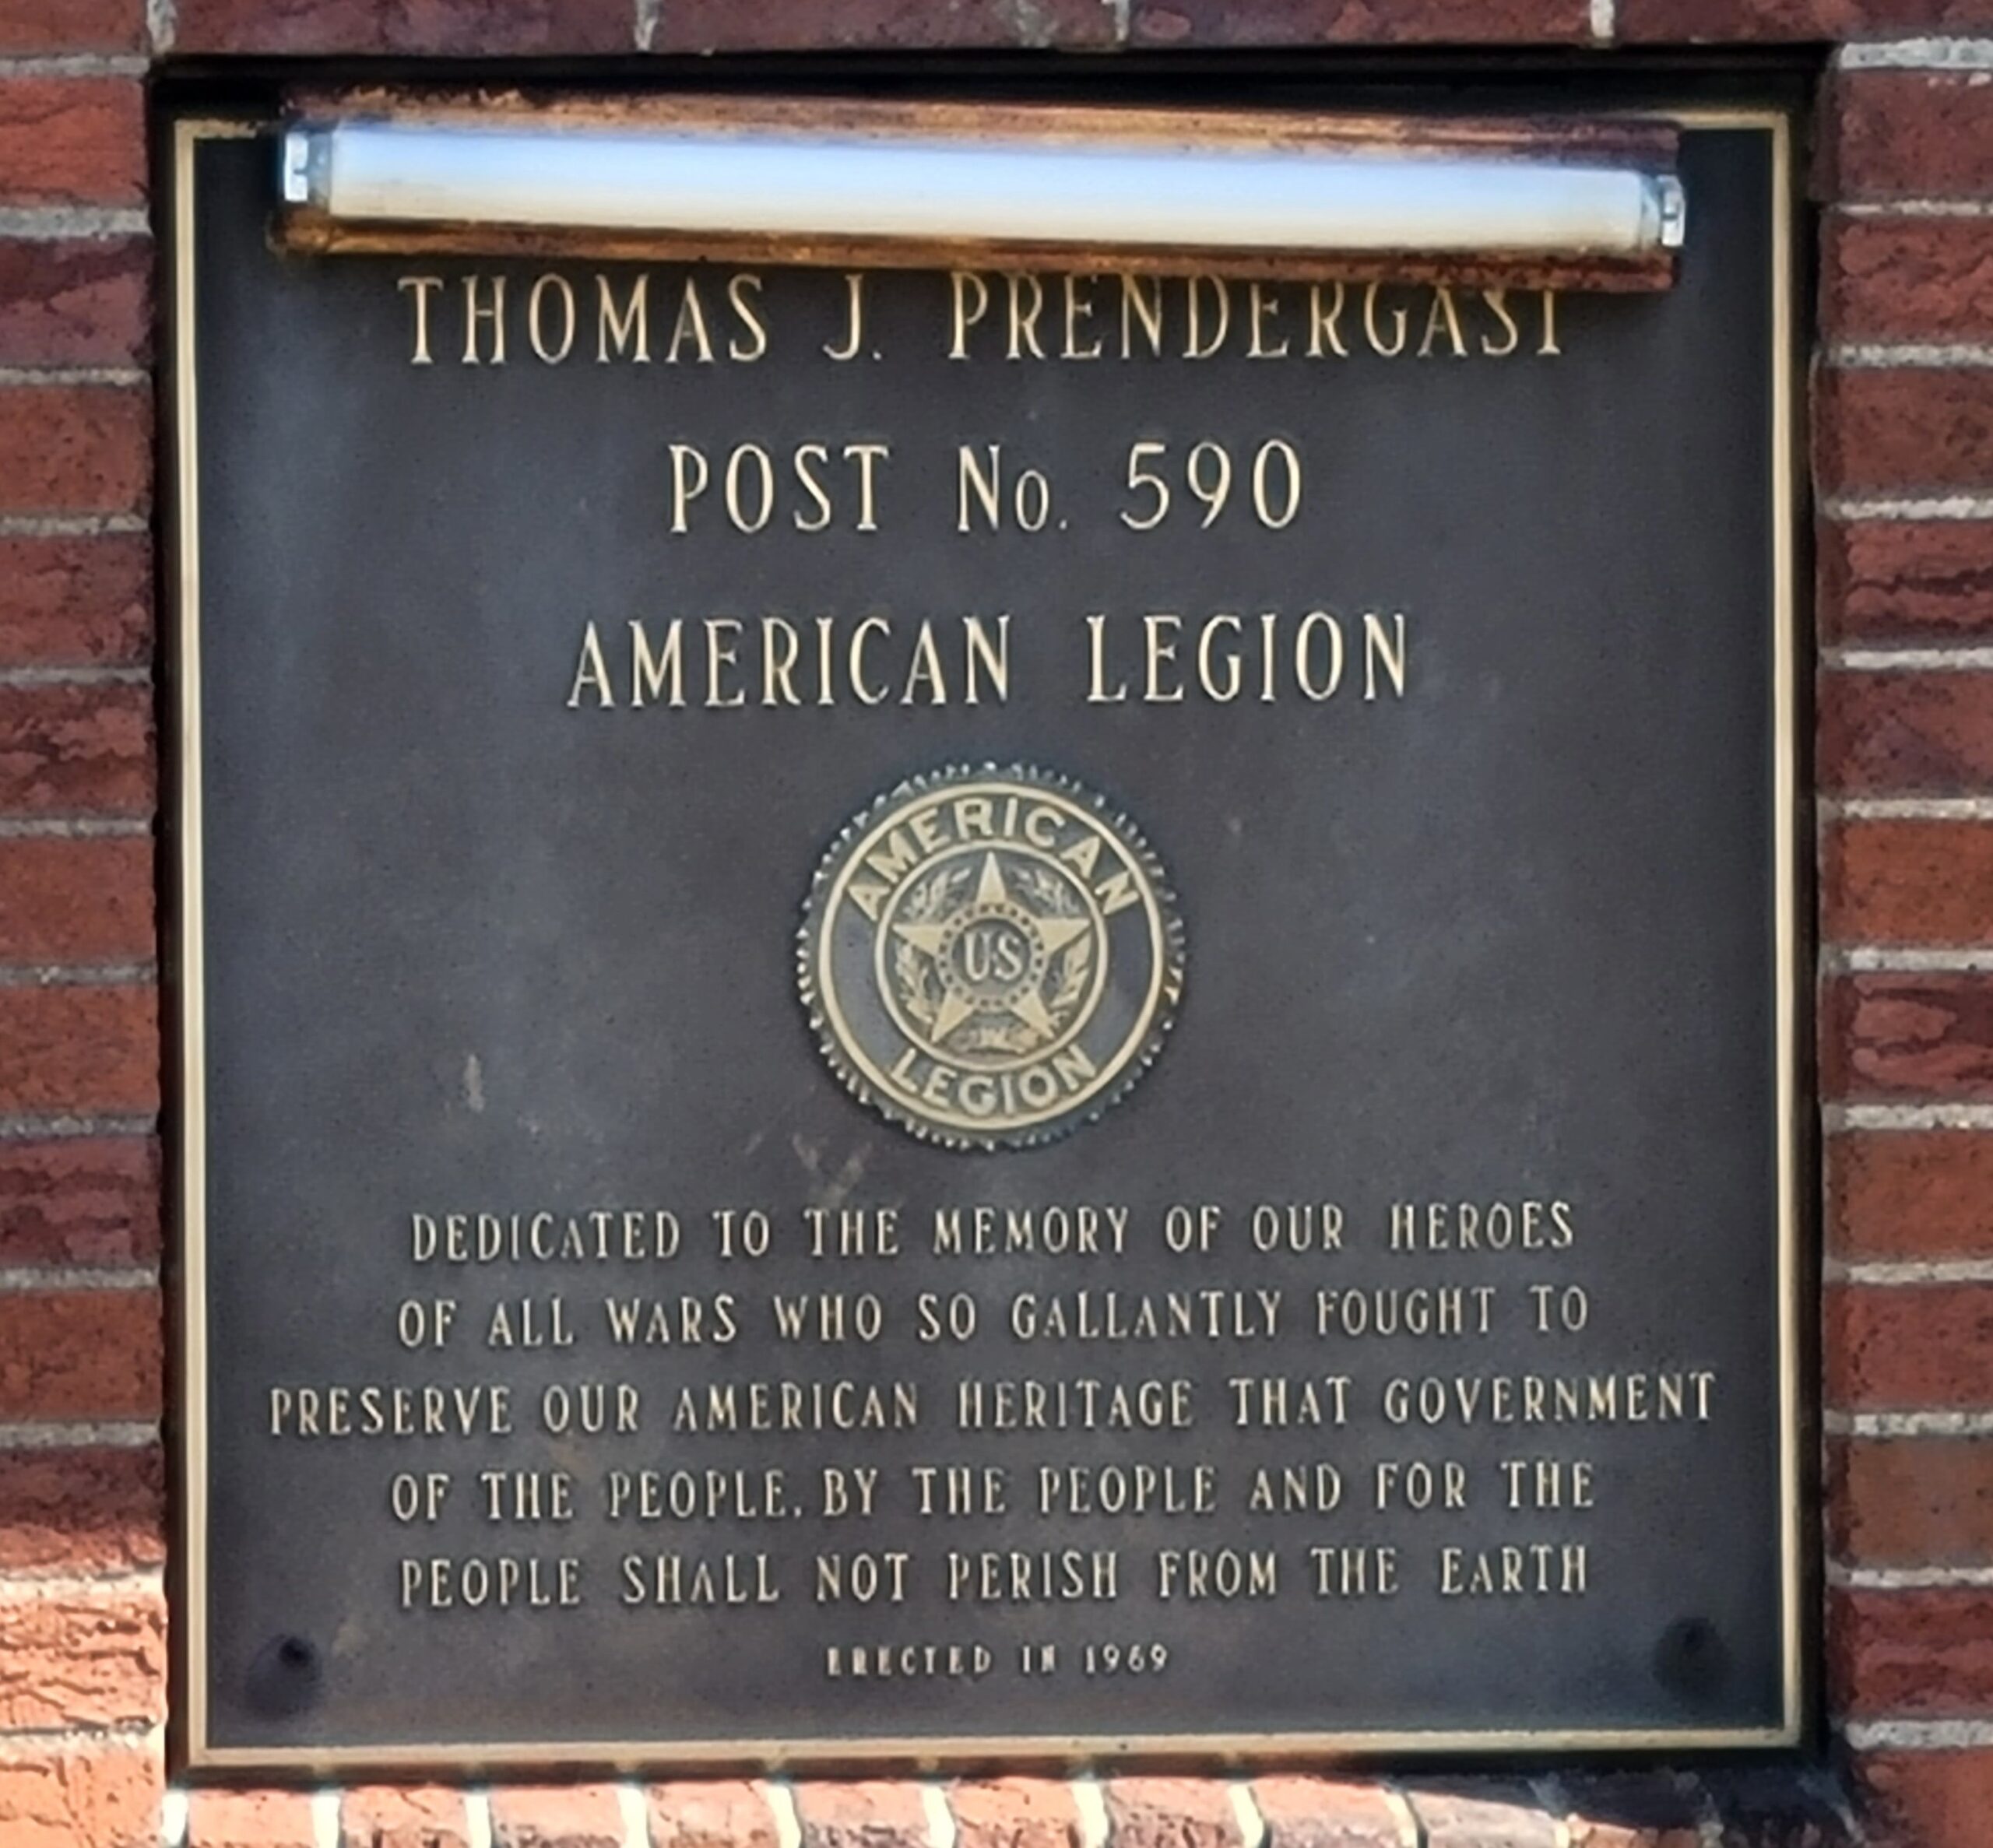 THOMAS J. PRENDERGAST
POST No. 590
AMERICAN LEGION
AMERICAN
US
LEGION
DEDICATED TO THE MEMORY OF OUR HEROES
OF ALL WARS WHO SO GALLANTLY FOUGHT TO
PRESERVE OUR AMERICAN HERITAGE THAT GOVERNMENT
OF THE PEOPLE, BY THE PEOPLE AND FOR THE
PEOPLE SHALL NOT PERISH FROM THE EARTH
ERECTED IN 1969